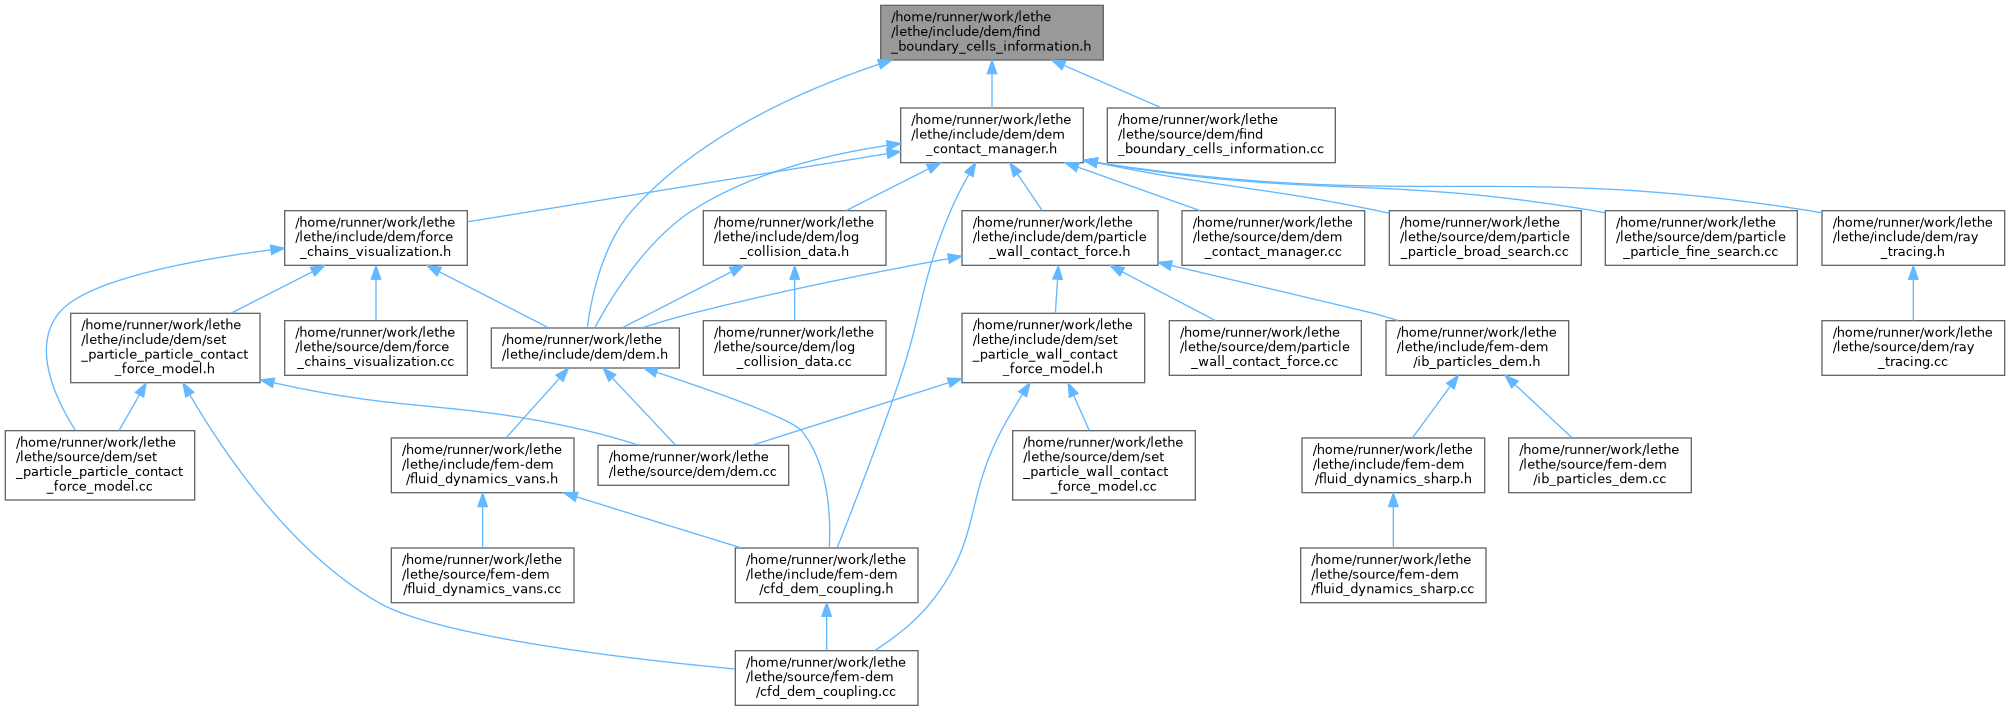 /home/runner/work/lethe
/lethe/include/dem/find
_boundary_cells_information.h
/home/runner/work/lethe
/lethe/include/dem/dem
_contact_manager.h
/home/runner/work/lethe
/lethe/source/dem/find
_boundary_cells_information.cc
/home/runner/work/lethe
/lethe/include/dem/force
_chains_visualization.h
/home/runner/work/lethe
/lethe/include/dem/log
_collision_data.h
/home/runner/work/lethe
/lethe/include/dem/particle
_wall_contact_force.h
/home/runner/work/lethe
/lethe/source/dem/dem
_contact_manager.cc
/home/runner/work/lethe
/lethe/source/dem/particle
_particle_broad_search.cc
/home/runner/work/lethe
/lethe/source/dem/particle
_particle_fine_search.cc
/home/runner/work/lethe
/lethe/include/dem/ray
_tracing.h
/home/runner/work/lethe
/lethe/include/dem/set
_particle_particle_contact
_force_model.h
/home/runner/work/lethe
/lethe/source/dem/force
_chains_visualization.cc
/home/runner/work/lethe
/lethe/include/dem/dem.h
/home/runner/work/lethe
/lethe/source/dem/log
_collision_data.cc
/home/runner/work/lethe
/lethe/include/dem/set
_particle_wall_contact
_force_model.h
/home/runner/work/lethe
/lethe/source/dem/particle
_wall_contact_force.cc
/home/runner/work/lethe
/lethe/include/fem-dem
/ib_particles_dem.h
/home/runner/work/lethe
/lethe/source/dem/ray
_tracing.cc
/home/runner/work/lethe
/lethe/source/dem/set
_particle_particle_contact
_force_model.cc
/home/runner/work/lethe
/lethe/include/fem-dem
/fluid_dynamics_vans.h
/home/runner/work/lethe
/lethe/source/dem/dem.cc
/home/runner/work/lethe
/lethe/source/dem/set
_particle_wall_contact
_force_model.cc
/home/runner/work/lethe
/lethe/include/fem-dem
/fluid_dynamics_sharp.h
/home/runner/work/lethe
/lethe/source/fem-dem
/ib_particles_dem.cc
/home/runner/work/lethe
/lethe/source/fem-dem
/fluid_dynamics_vans.cc
/home/runner/work/lethe
/lethe/include/fem-dem
/cfd_dem_coupling.h
/home/runner/work/lethe
/lethe/source/fem-dem
/fluid_dynamics_sharp.cc
/home/runner/work/lethe
/lethe/source/fem-dem
/cfd_dem_coupling.cc